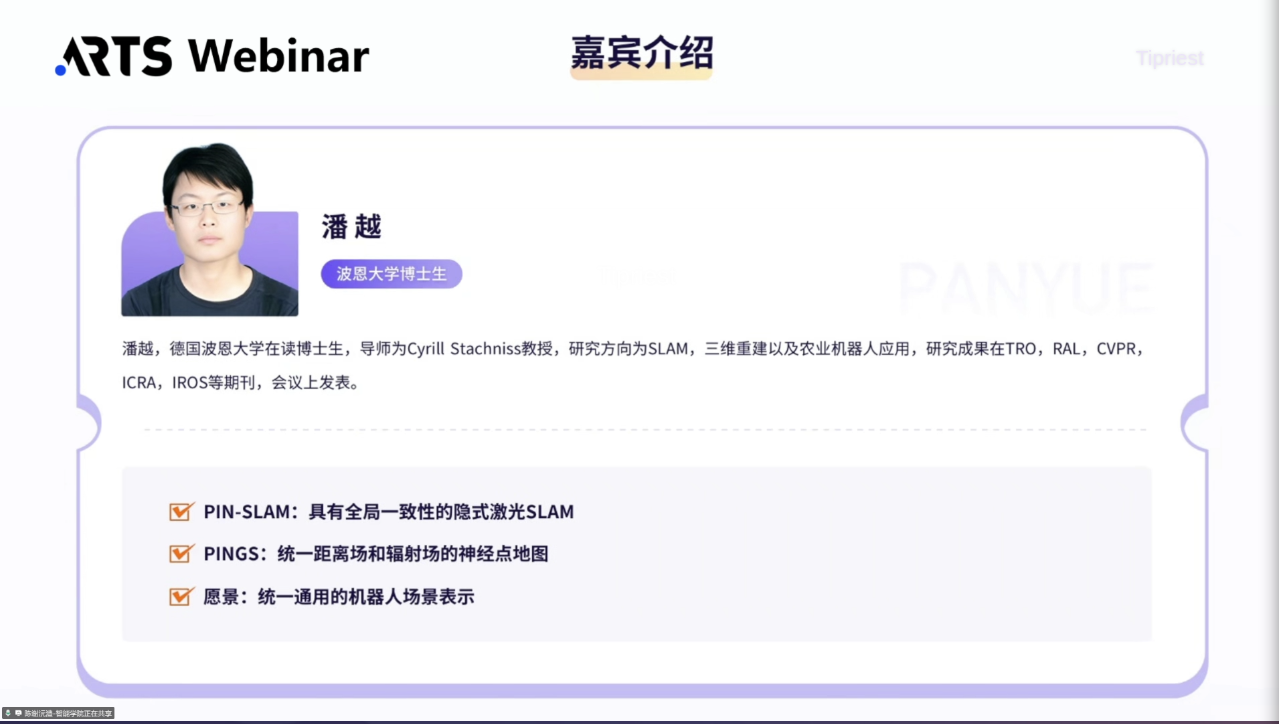 ARTS Webinar
嘉宾介绍
Tipriest
潘 越
波恩大学博士生
PANYUE
潘越，德国波恩大学在读博士生，导师为Cyrill Stachniss教授，研究方向为SLAM，三维重建以及农业机器人应用，研究成果在TRO，RAL，CVPR，
ICRA，IROS等期刊，会议上发表。
PIN-SLAM：具有全局一致性的隐式激光SLAM
PINGS：统一距离场和辐射场的神经点地图
愿景：统一通用的机器人场景表示